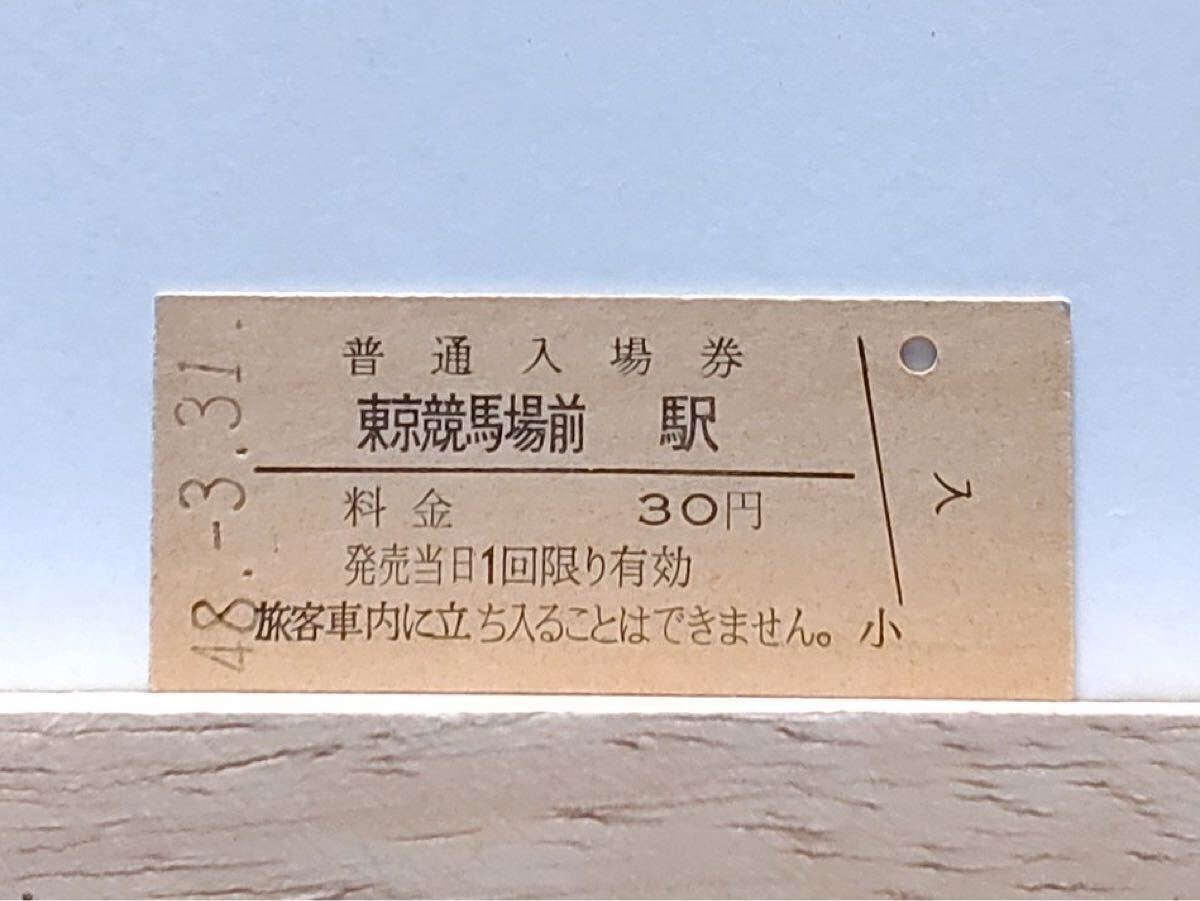 普通入場券
東京競馬場前 駅
料金 30円
発売当日1回限り有効
旅客車内に立ち入ることはできません。 小
入
48.-3.31.